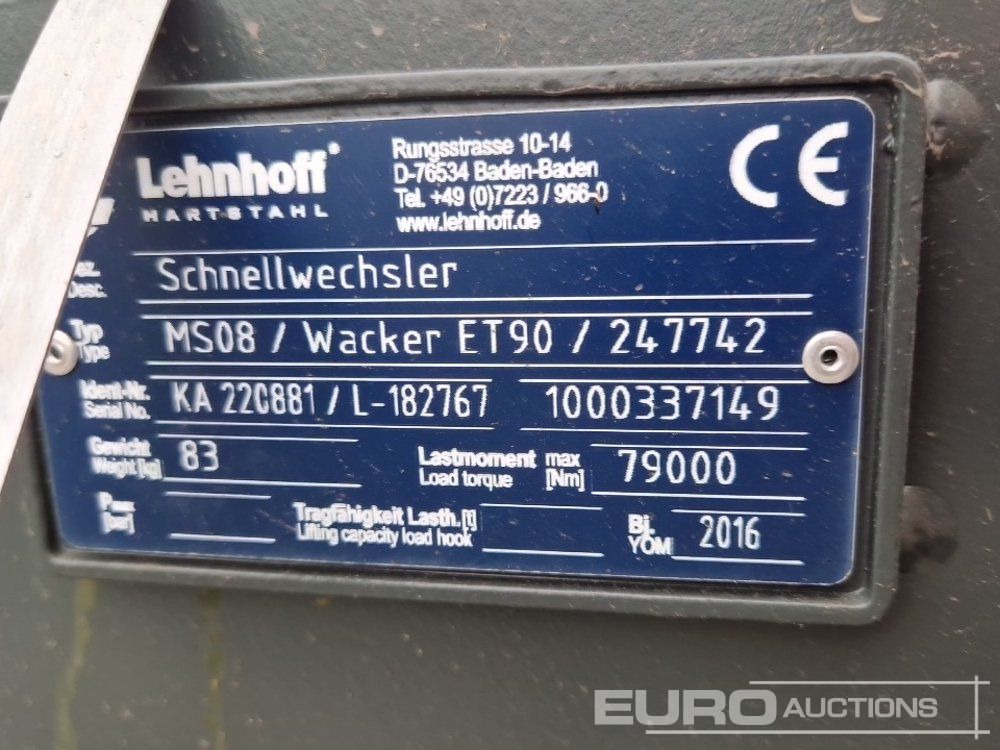 Lehnhoff
HARTSTAHL
Rungsstrasse 10-14
D-76534 Baden-Baden
Tel. +49 (0)7223 / 966-0
www.lehnhoff.de
CE
Schnellwechsler
Typ
Type
MS08 / Wacker ET90 / 247742
Ident-Nr.
Serial No.
KA 220881 / L-182767
1000337149
Gewicht
Weight [kg]
83
Lastmoment max
Load torque [Nm]
79000
[bar]
Tragfähigkeit Lasth. [t]
Lifting capacity load hook
Bj.
YOM
2016
EURO AUCTIONS